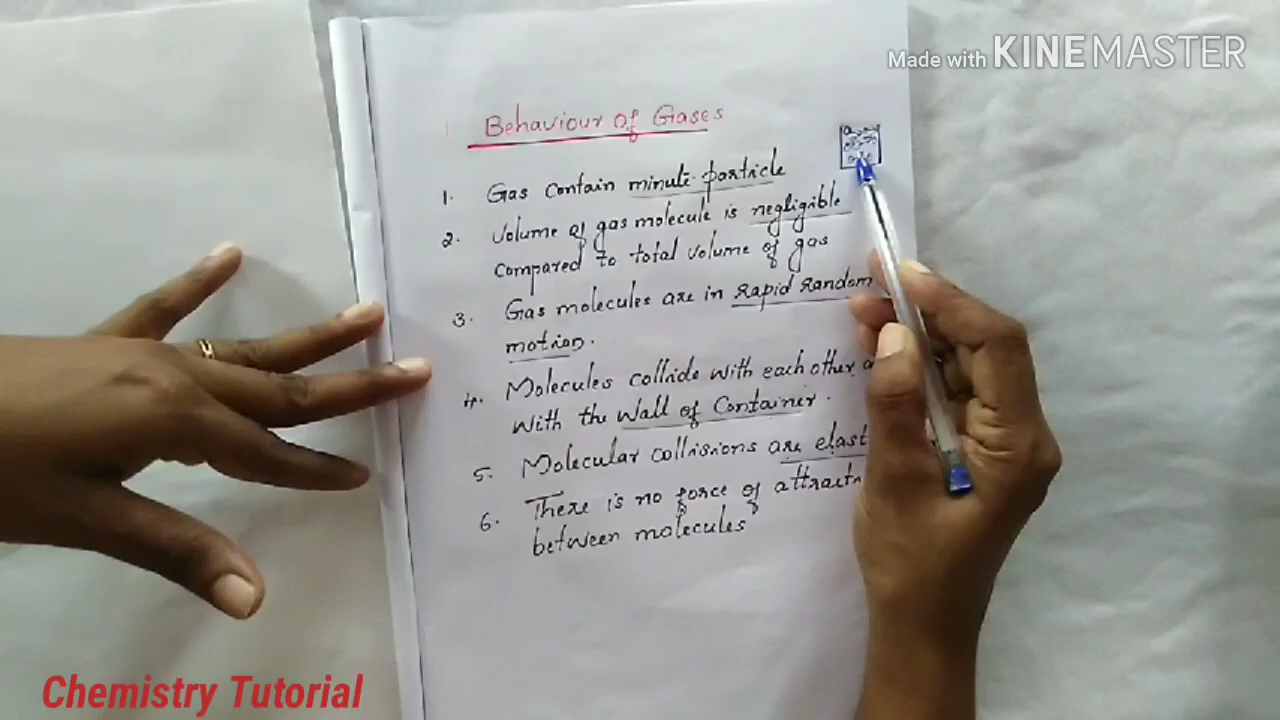 Made with KINEMASTER
Behaviour of Gases
1. Gas contain minute particle
2. Volume of gas molecule is negligible
compared to total volume of gas
3. Gas molecules are in rapid random
motion.
4. Molecules collide with each other
with the wall of container.
5. Molecular collisions are elast
6. There is no force of attract
between molecules
Chemistry Tutorial